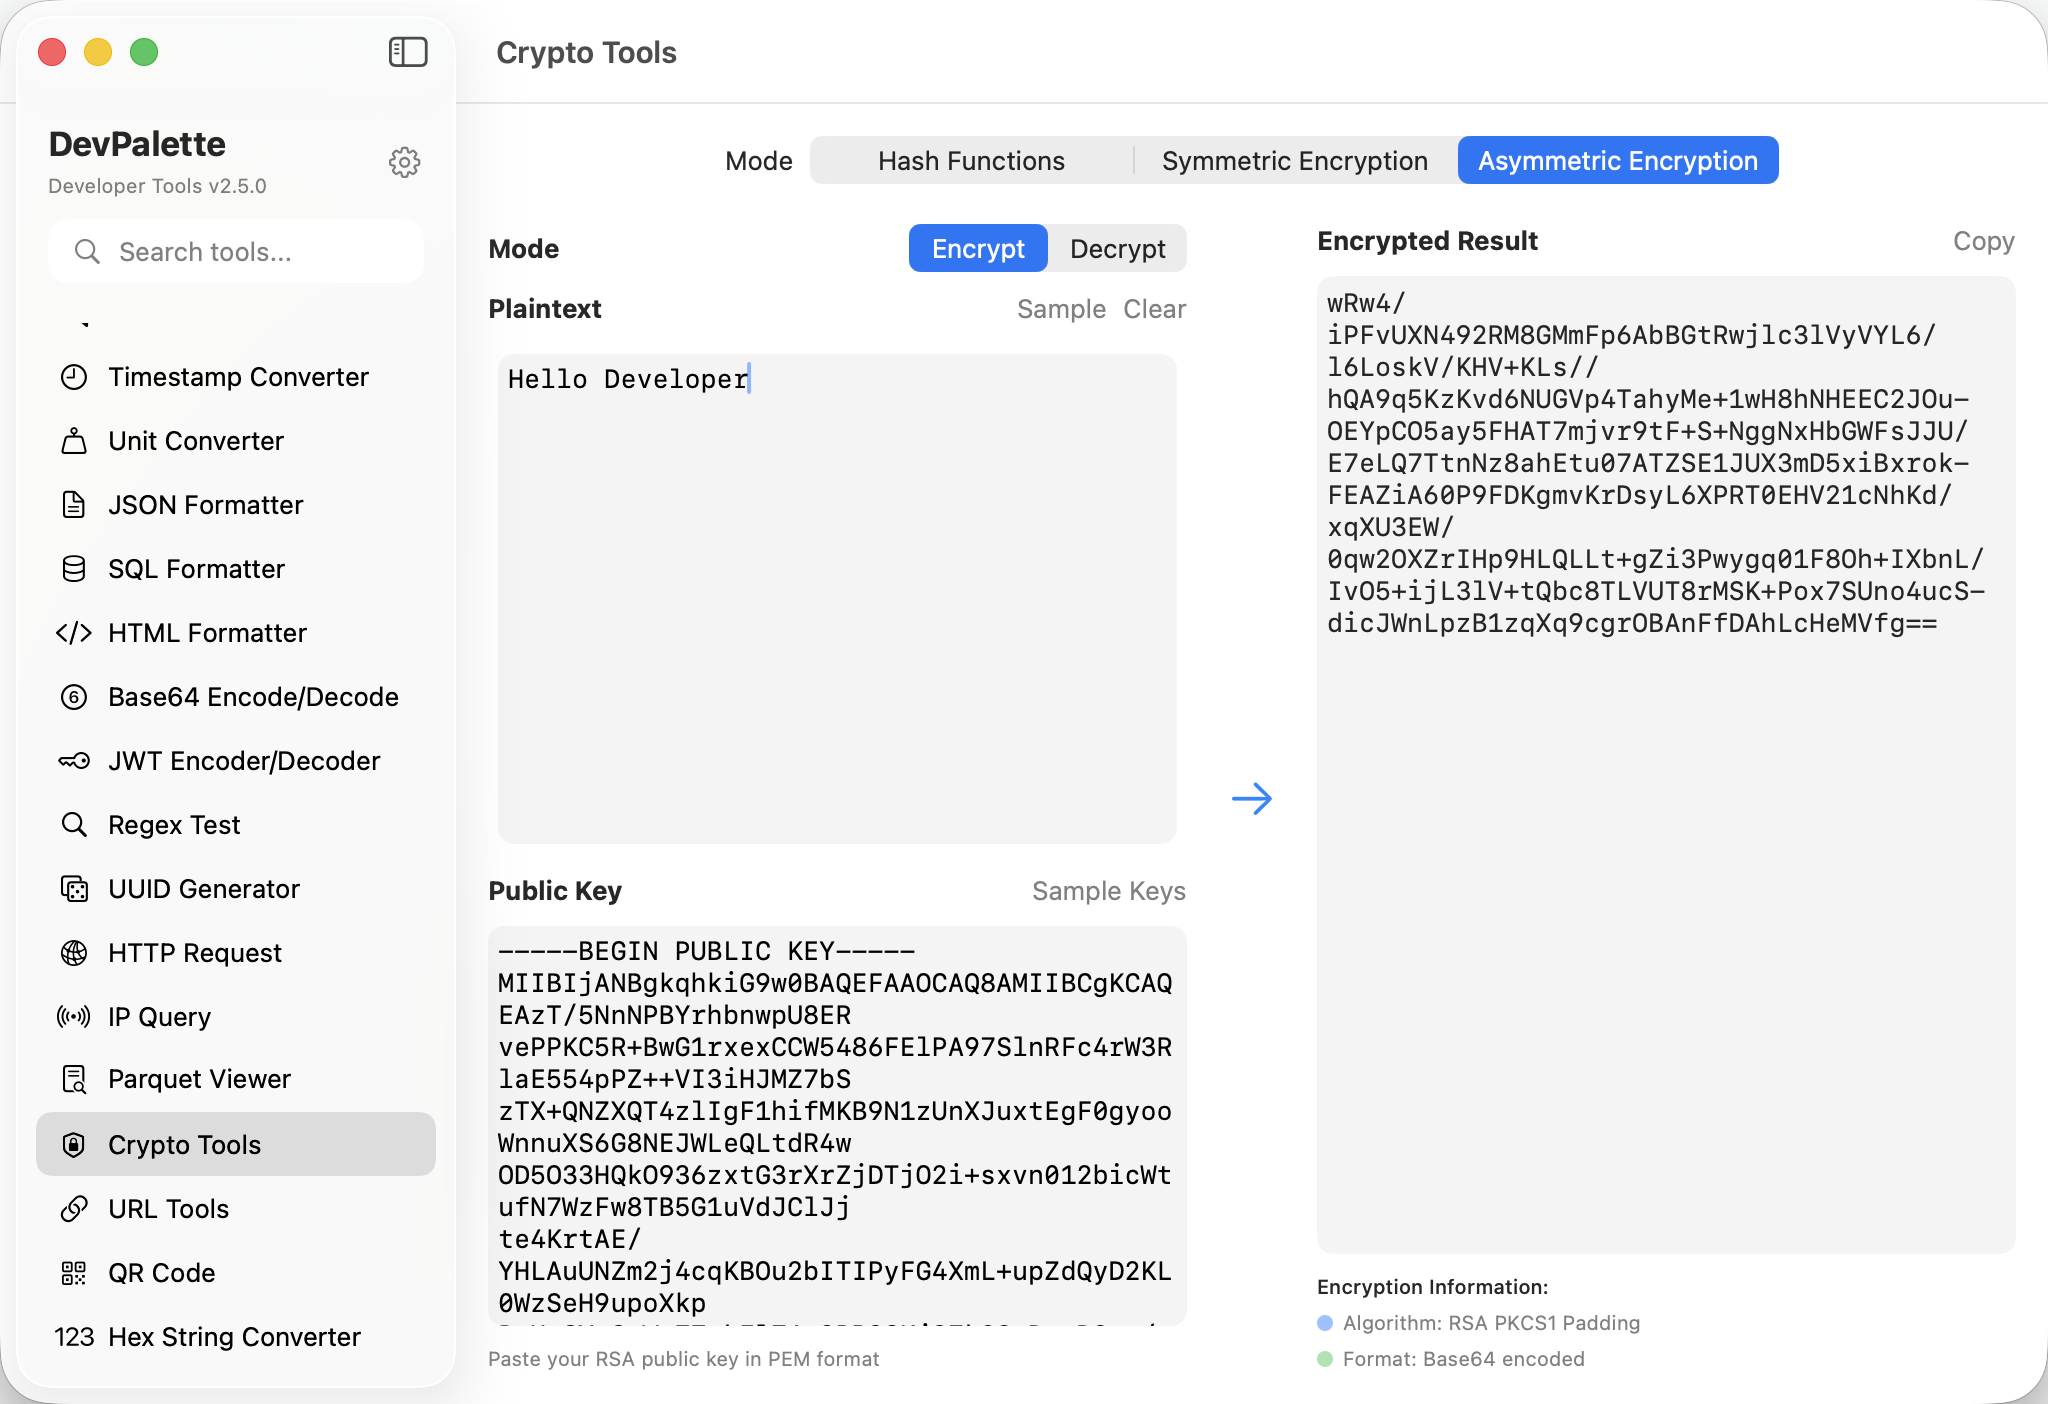 Crypto Tools
DevPalette
Developer Tools v2.5.0
Search tools...
Timestamp Converter
Unit Converter
JSON Formatter
SQL Formatter
HTML Formatter
Base64 Encode/Decode
JWT Encoder/Decoder
Regex Test
UUID Generator
HTTP Request
IP Query
Parquet Viewer
Crypto Tools
URL Tools
QR Code
123 Hex String Converter
Mode Hash Functions Symmetric Encryption Asymmetric Encryption
Mode Encrypt Decrypt
Plaintext Sample Clear
Hello Developer
Public Key Sample Keys
-----BEGIN PUBLIC KEY-----
MIIBIjANBgkqhkiG9w0BAQEFAAOCAQ8AMIIBCgKCAQ
EAzT/5NnNPBYrhbnwpU8ER
vePPKC5R+BwG1rxexCCW5486FElPA97SlnRFc4rW3R
laE554pPZ++VI3iHJMZ7bS
zTX+QNZXQT4zlIgF1hifMKB9N1zUnXJuxtEgF0gyoo
WnnuXS6G8NEJWLeQLtdR4w
OD5O33HQkO936zxtG3rXrZjDTjO2i+sxvn012bicWt
ufN7WzFw8TB5G1uVdJClJj
te4KrtAE/
YHLAuUNZm2j4cqKBOu2bITIPyFG4XmL+upZdQyD2KL
0WzSeH9upoXkp
Paste your RSA public key in PEM format
Encrypted Result Copy
wRw4/
iPFvUXN492RM8GMmFp6AbBGtRwjlc3lVyVYL6/
l6LoskV/KHV+KLs//
hQA9q5KzKvd6NUGVp4TahyMe+1wH8hNHEEC2JOu-
OEYpCO5ay5FHAT7mjvr9tF+S+NggNxHbGWFsJJU/
E7eLQ7TtnNz8ahEtu07ATZSE1JUX3mD5xiBxrok-
FEAZiA60P9FDKgmvKrDsyL6XPRT0EHV21cNhKd/
xqXU3EW/
0qw2OXZrIHp9HLQLLt+gZi3Pwygq01F8Oh+IXbnL/
IvO5+ijL3lV+tQbc8TLVUT8rMSK+Pox7SUno4ucS-
dicJWnLpzB1zqXq9cgrOBAnFfDAhLcHeMVfg==
Encryption Information:
Algorithm: RSA PKCS1 Padding
Format: Base64 encoded